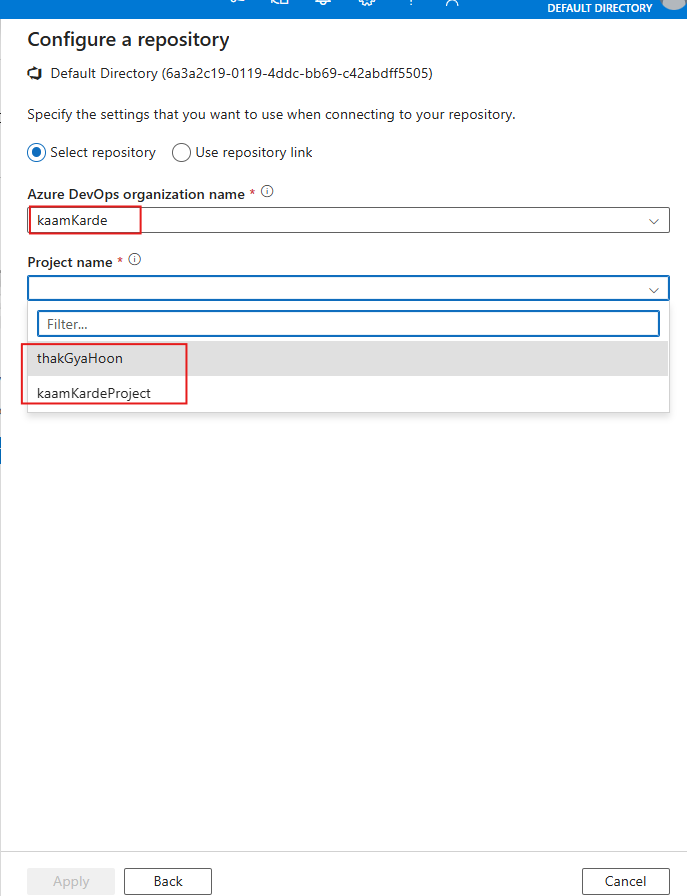 DEFAULT DIRECTORY
Configure a repository
Default Directory (6a3a2c19-0119-4ddc-bb69-c42abdff5505)
Specify the settings that you want to use when connecting to your repository.
Select repository Use repository link
Azure DevOps organization name *
kaamKarde
Project name *
Filter...
thakGyaHoon
kaamKardeProject
Apply Back Cancel